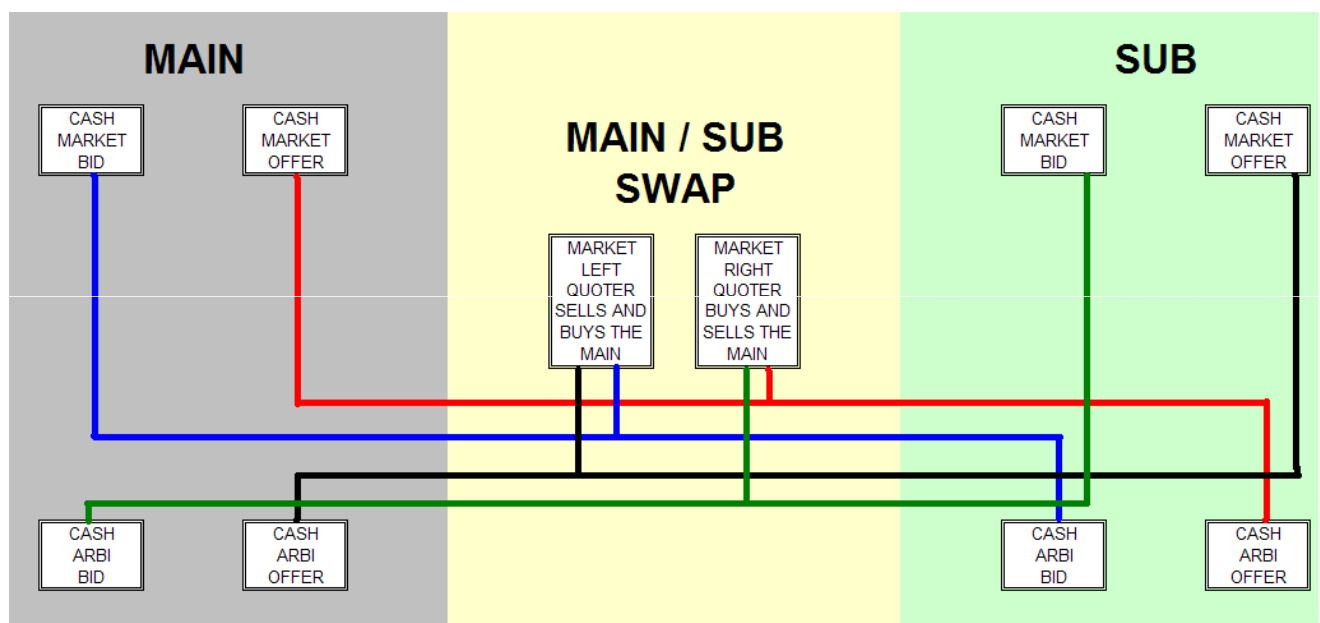 MAIN
CASH
MARKET
BID
CASH
MARKET
OFFER
MAIN / SUB
SWAP
MARKET
LEFT
QUOTER
SELLS AND
BUYS THE
MAIN
MARKET
RIGHT
QUOTER
BUYS AND
SELLS THE
MAIN
SUB
CASH
MARKET
BID
CASH
MARKET
OFFER
CASH
ARBI
BID
CASH
ARBI
OFFER
CASH
ARBI
BID
CASH
ARBI
OFFER